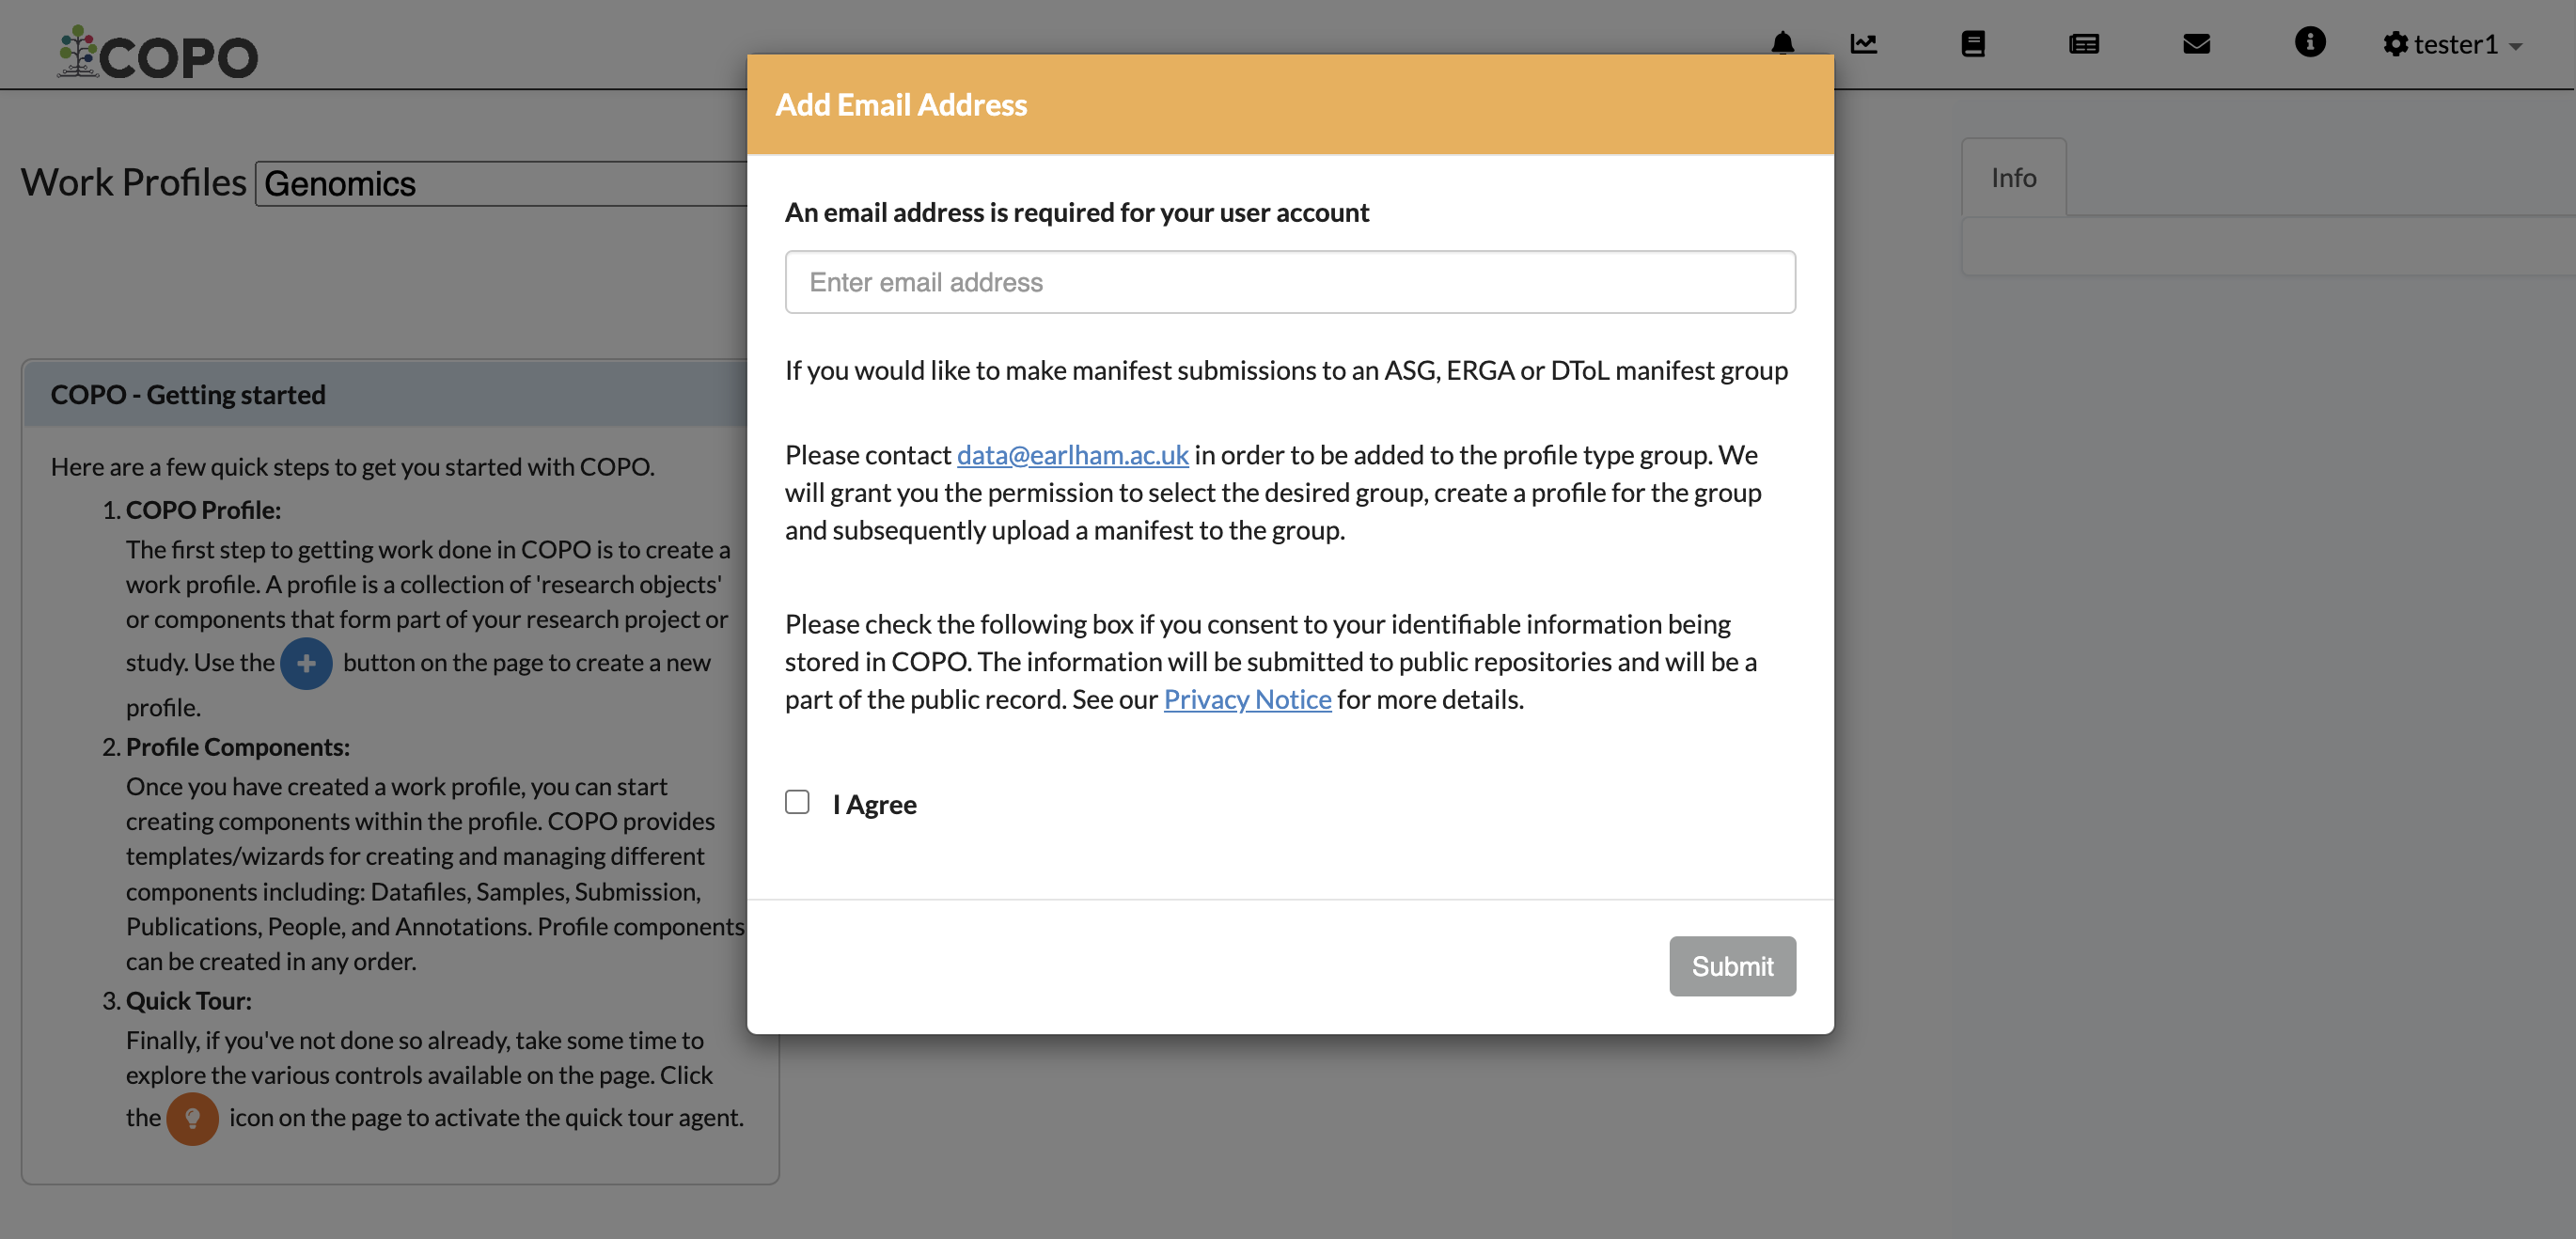 COPO
tester1
Work Profiles Genomics
Info
COPO - Getting started
Here are a few quick steps to get you started with COPO.
1. COPO Profile:
The first step to getting work done in COPO is to create a
work profile. A profile is a collection of 'research objects'
or components that form part of your research project or
study. Use the button on the page to create a new
profile.
2. Profile Components:
Once you have created a work profile, you can start
creating components within the profile. COPO provides
templates/wizards for creating and managing different
components including: Datafiles, Samples, Submission,
Publications, People, and Annotations. Profile components
can be created in any order.
3. Quick Tour:
Finally, if you've not done so already, take some time to
explore the various controls available on the page. Click
the icon on the page to activate the quick tour agent.
Add Email Address
An email address is required for your user account
Enter email address
If you would like to make manifest submissions to an ASG, ERGA or DToL manifest group
Please contact data@earlham.ac.uk in order to be added to the profile type group. We
will grant you the permission to select the desired group, create a profile for the group
and subsequently upload a manifest to the group.
Please check the following box if you consent to your identifiable information being
stored in COPO. The information will be submitted to public repositories and will be a
part of the public record. See our Privacy Notice for more details.
I Agree
Submit